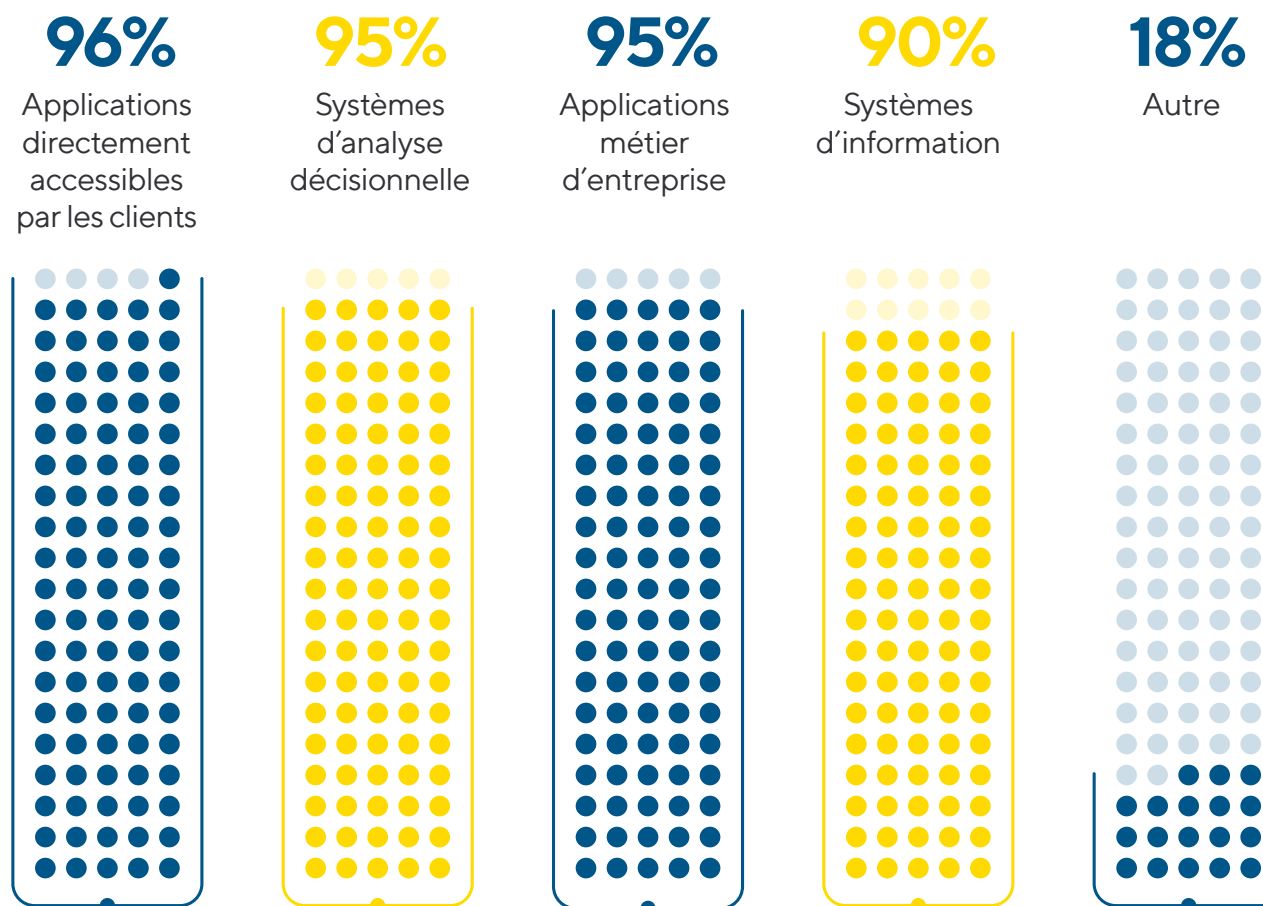 96%
Applications
directement
accessibles
par les clients
95%
Systèmes
d’analyse
décisionnelle
95%
Applications
métier
d’entreprise
90%
Systèmes
d’information
18%
Autre